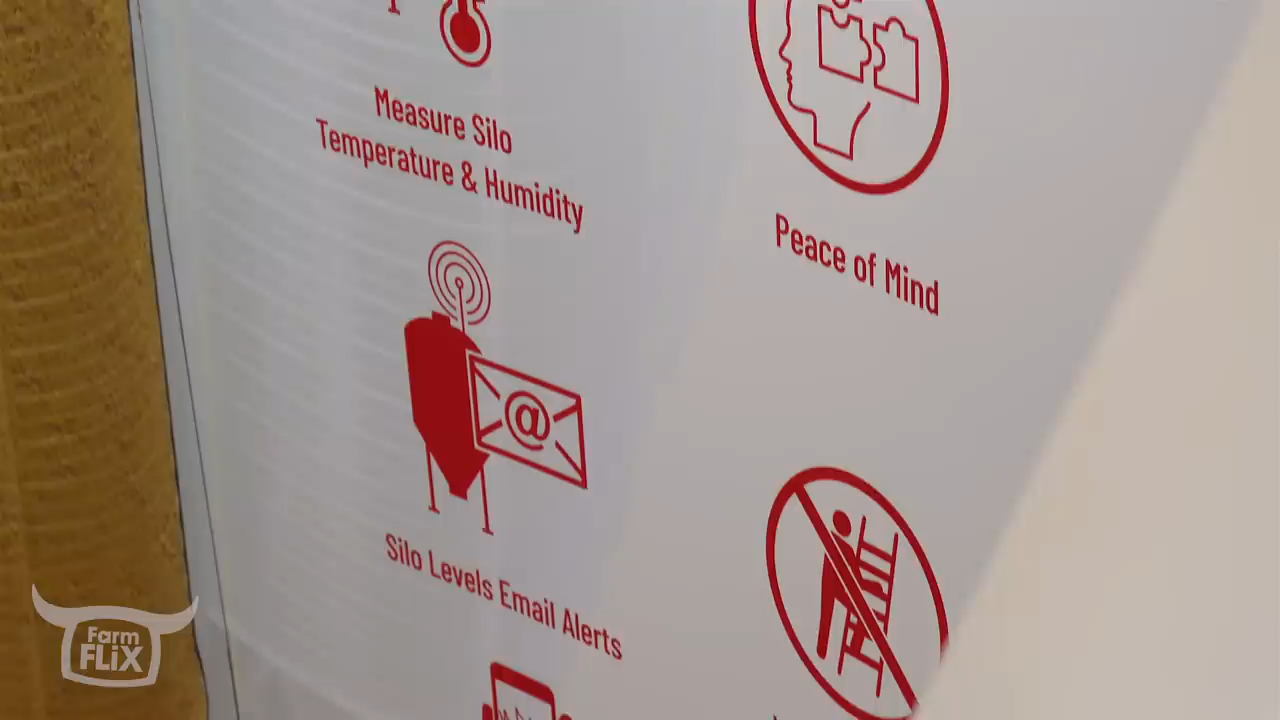 Measure Silo
Temperature & Humidity
Peace of Mind
@
Silo Levels Email Alerts
Farm
FLiX